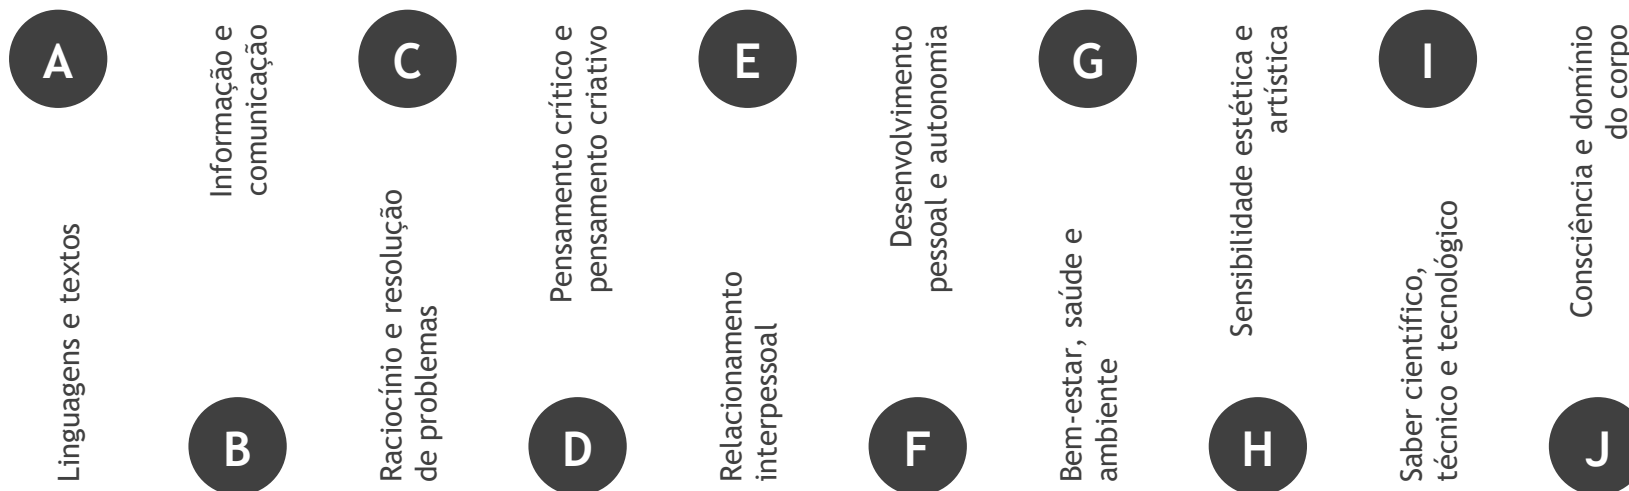 A
Linguagens e textos
Informação e
comunicação
B
C
Raciocínio e resolução
de problemas
Pensamento crítico e
pensamento criativo
D
E
Relacionamento
interpessoal
Desenvolvimento
pessoal e autonomia
F
G
Bem-estar, saúde e
ambiente
Sensibilidade estética e
artística
H
I
Saber científico,
técnico e tecnológico
Consciência e domínio
do corpo
J